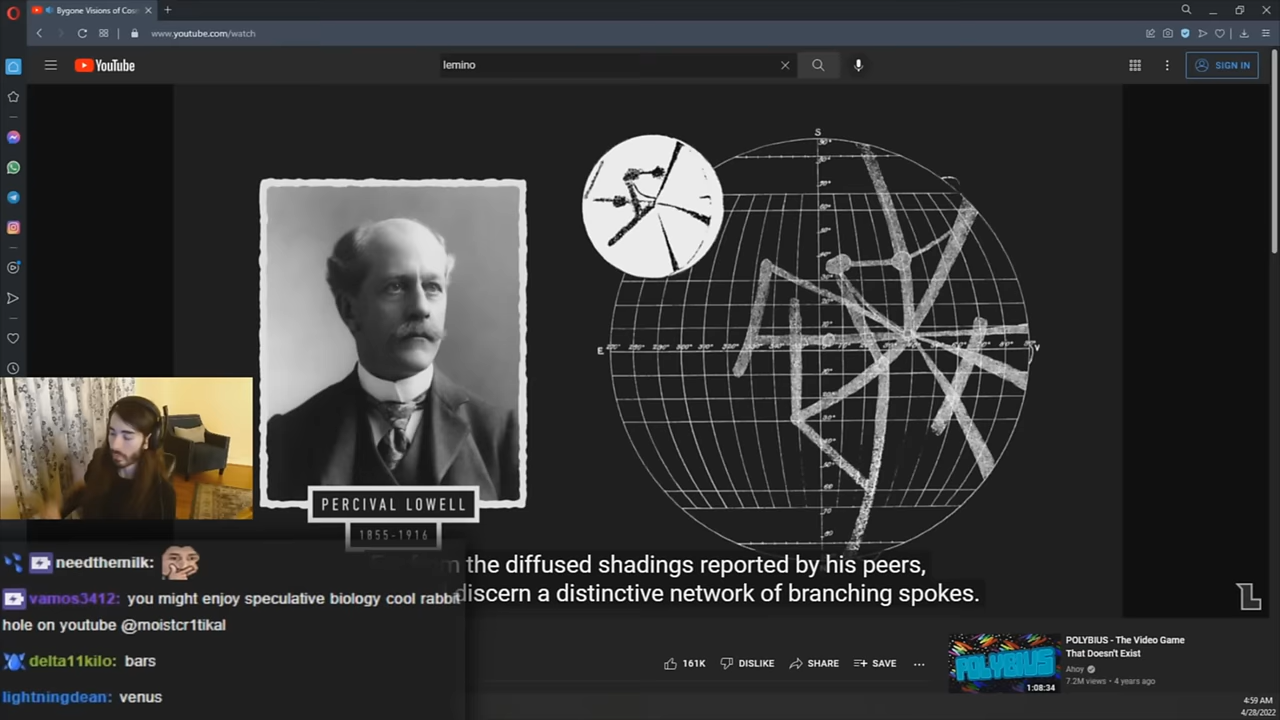 Bygone Visions of Cosm
www.youtube.com/watch
YouTube
lemino
SIGN IN
S
E
PERCIVAL LOWELL
1855-1916
the diffused shadings reported by his peers,
discern a distinctive network of branching spokes.
needthemilk:
vamos3412: you might enjoy speculative biology cool rabbit
hole on youtube @moistcr1tikal
delta11kilo: bars
lightningdean: venus
161K
DISLIKE
SHARE
SAVE
POLYBIUS
1:08:34
POLYBIUS - The Video Game
That Doesn't Exist
Ahoy
7.2M views • 4 years ago
4:59 AM
4/28/2022